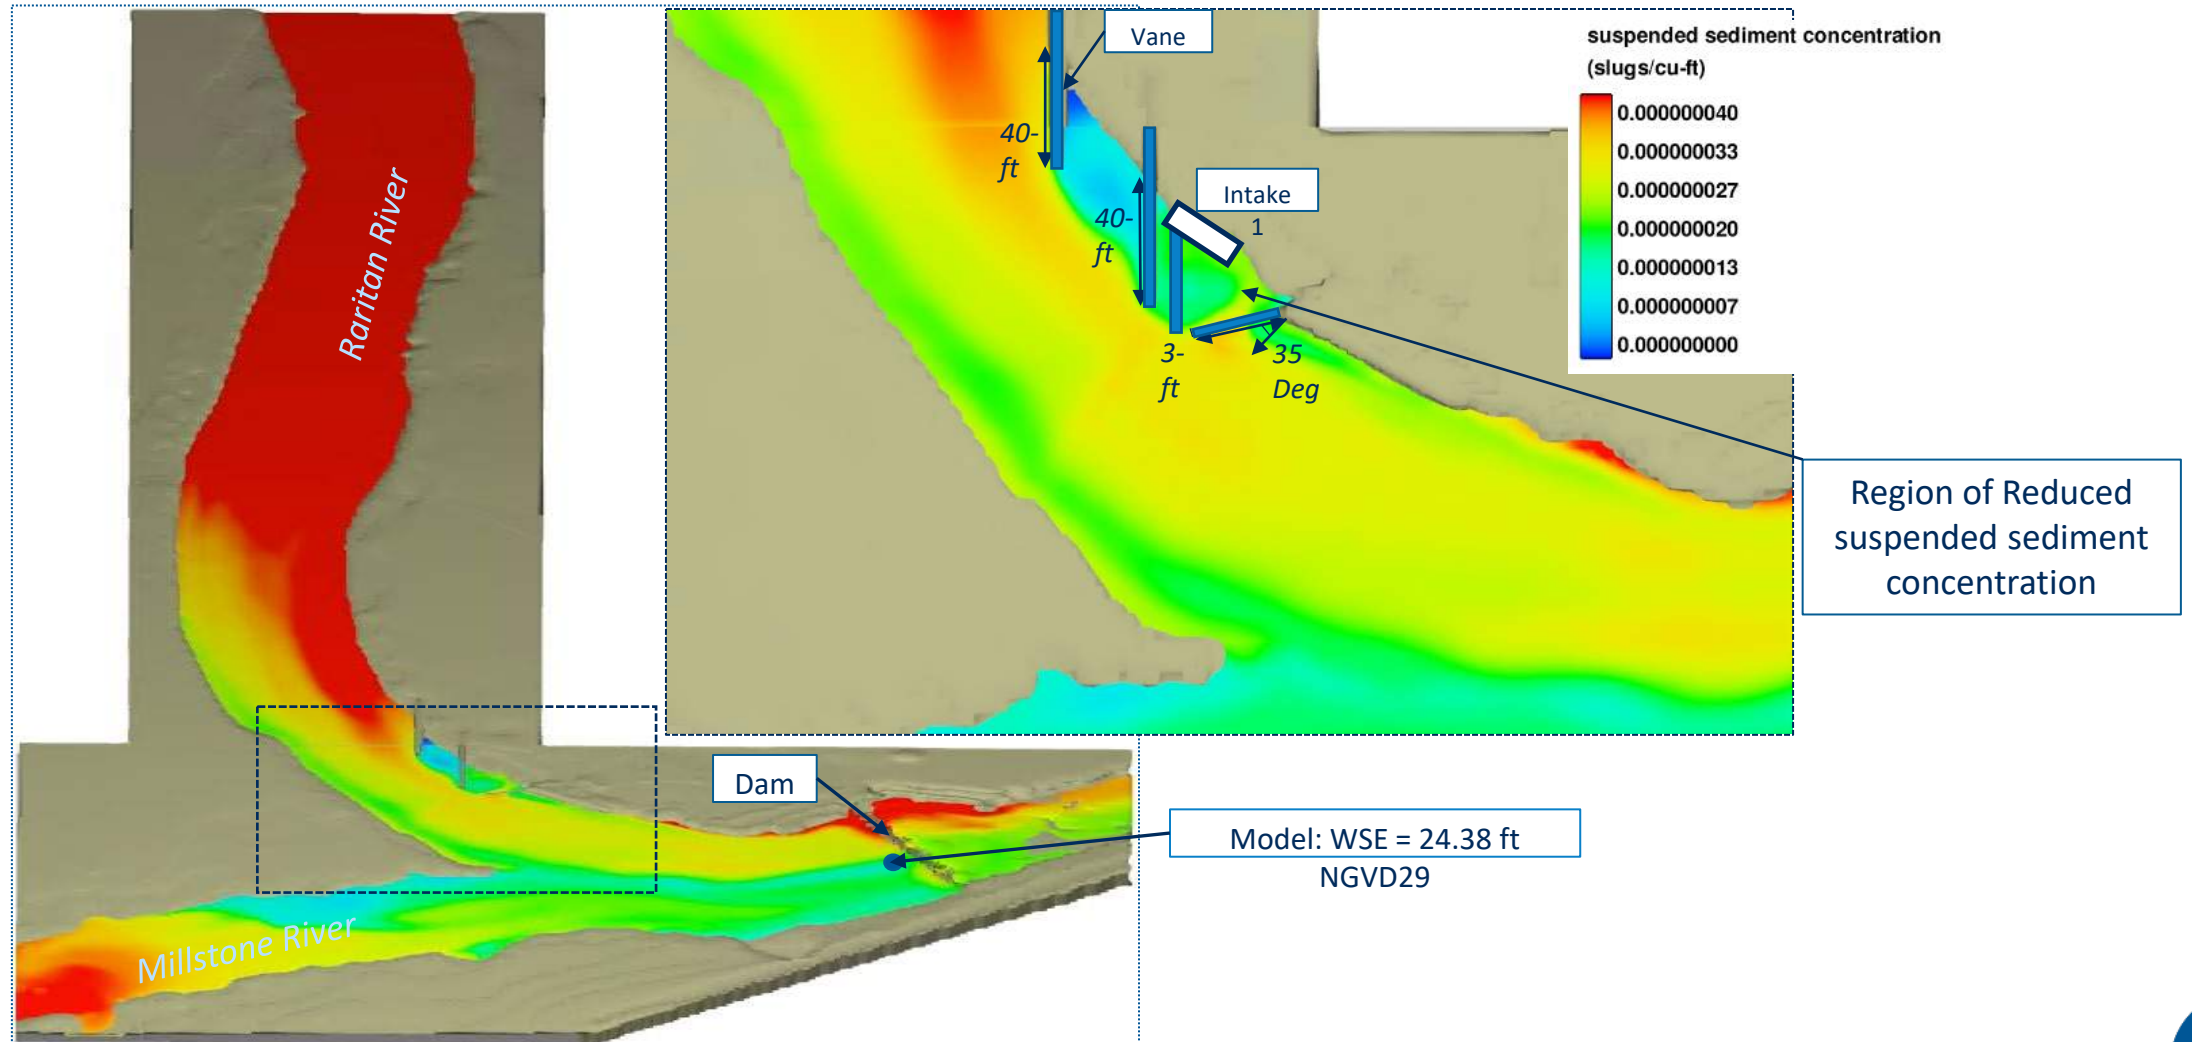 Vane
suspended sediment concentration
(slugs/cu-ft)
0.000000040
0.000000033
0.000000027
0.000000020
0.000000013
0.000000007
0.000000000
40-
ft
40-
ft
Intake
1
3-
ft
35
Deg
Raritan River
Region of Reduced
suspended sediment
concentration
Dam
Model: WSE = 24.38 ft
NGVD29
Millstone River